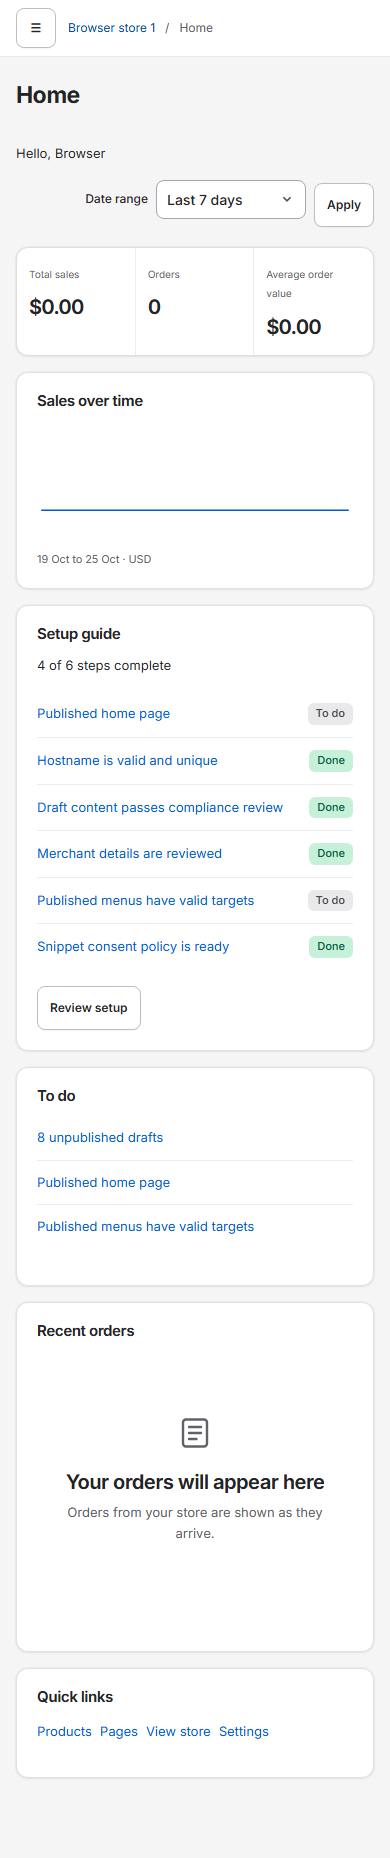 Browser store 1 / Home
Home
Hello, Browser
Date range Last 7 days Apply
Total sales
$0.00
Orders
0
Average order
value
$0.00
Sales over time
19 Oct to 25 Oct · USD
Setup guide
4 of 6 steps complete
Published home page To do
Hostname is valid and unique Done
Draft content passes compliance review Done
Merchant details are reviewed Done
Published menus have valid targets To do
Snippet consent policy is ready Done
Review setup
To do
8 unpublished drafts
Published home page
Published menus have valid targets
Recent orders
Your orders will appear here
Orders from your store are shown as they
arrive.
Quick links
Products Pages View store Settings